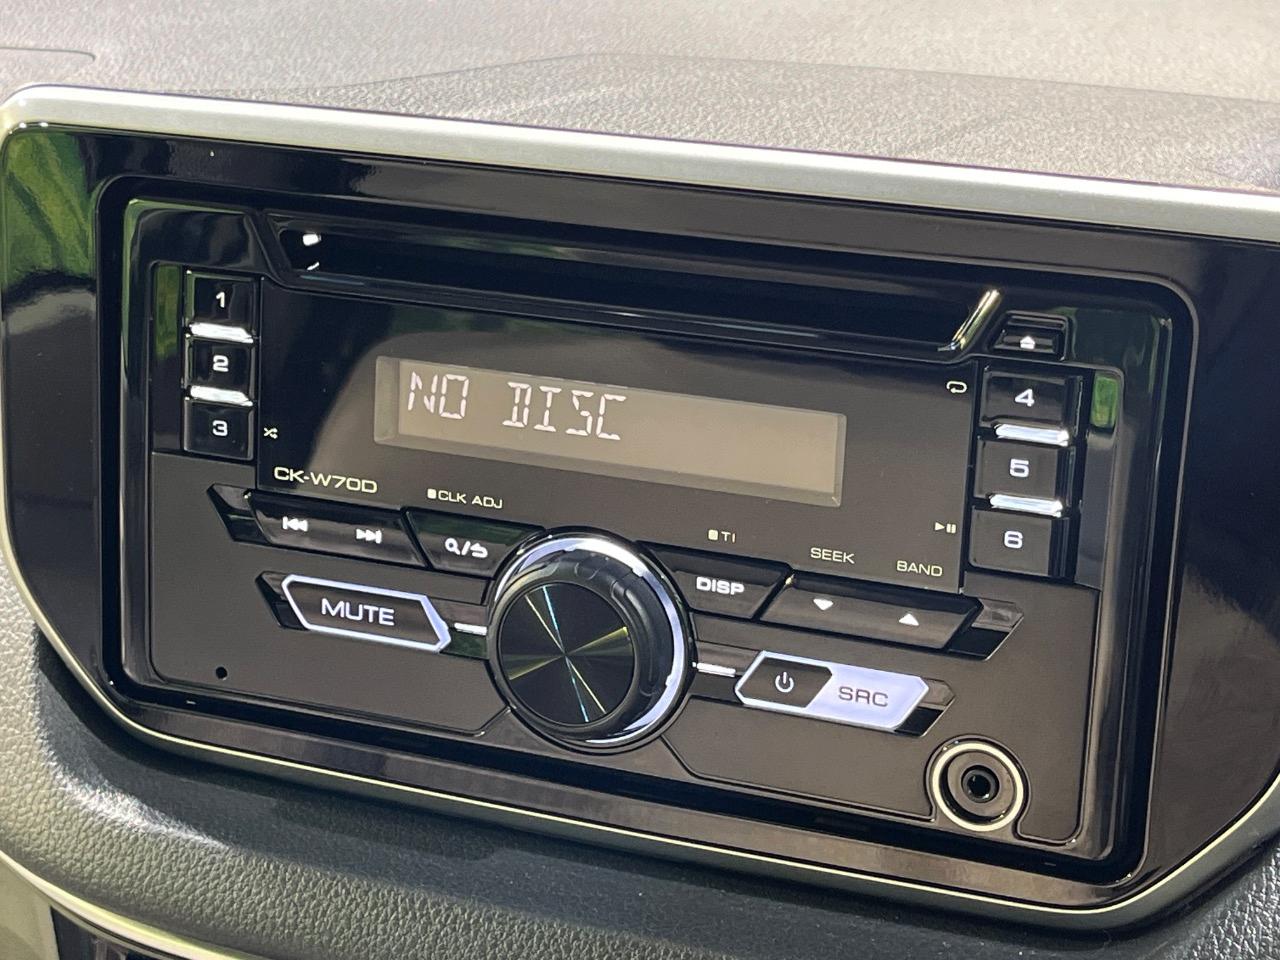 1
2
3
NO DISC
4
5
6
CK-W70D
CLK ADJ
TI
SEEK
BAND
DISP
MUTE
SRC